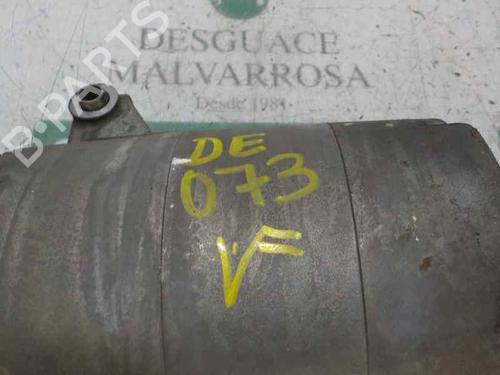 DESGUACE
MALVARROSA
Desde 1984
B-PARTS
DE
073
VF